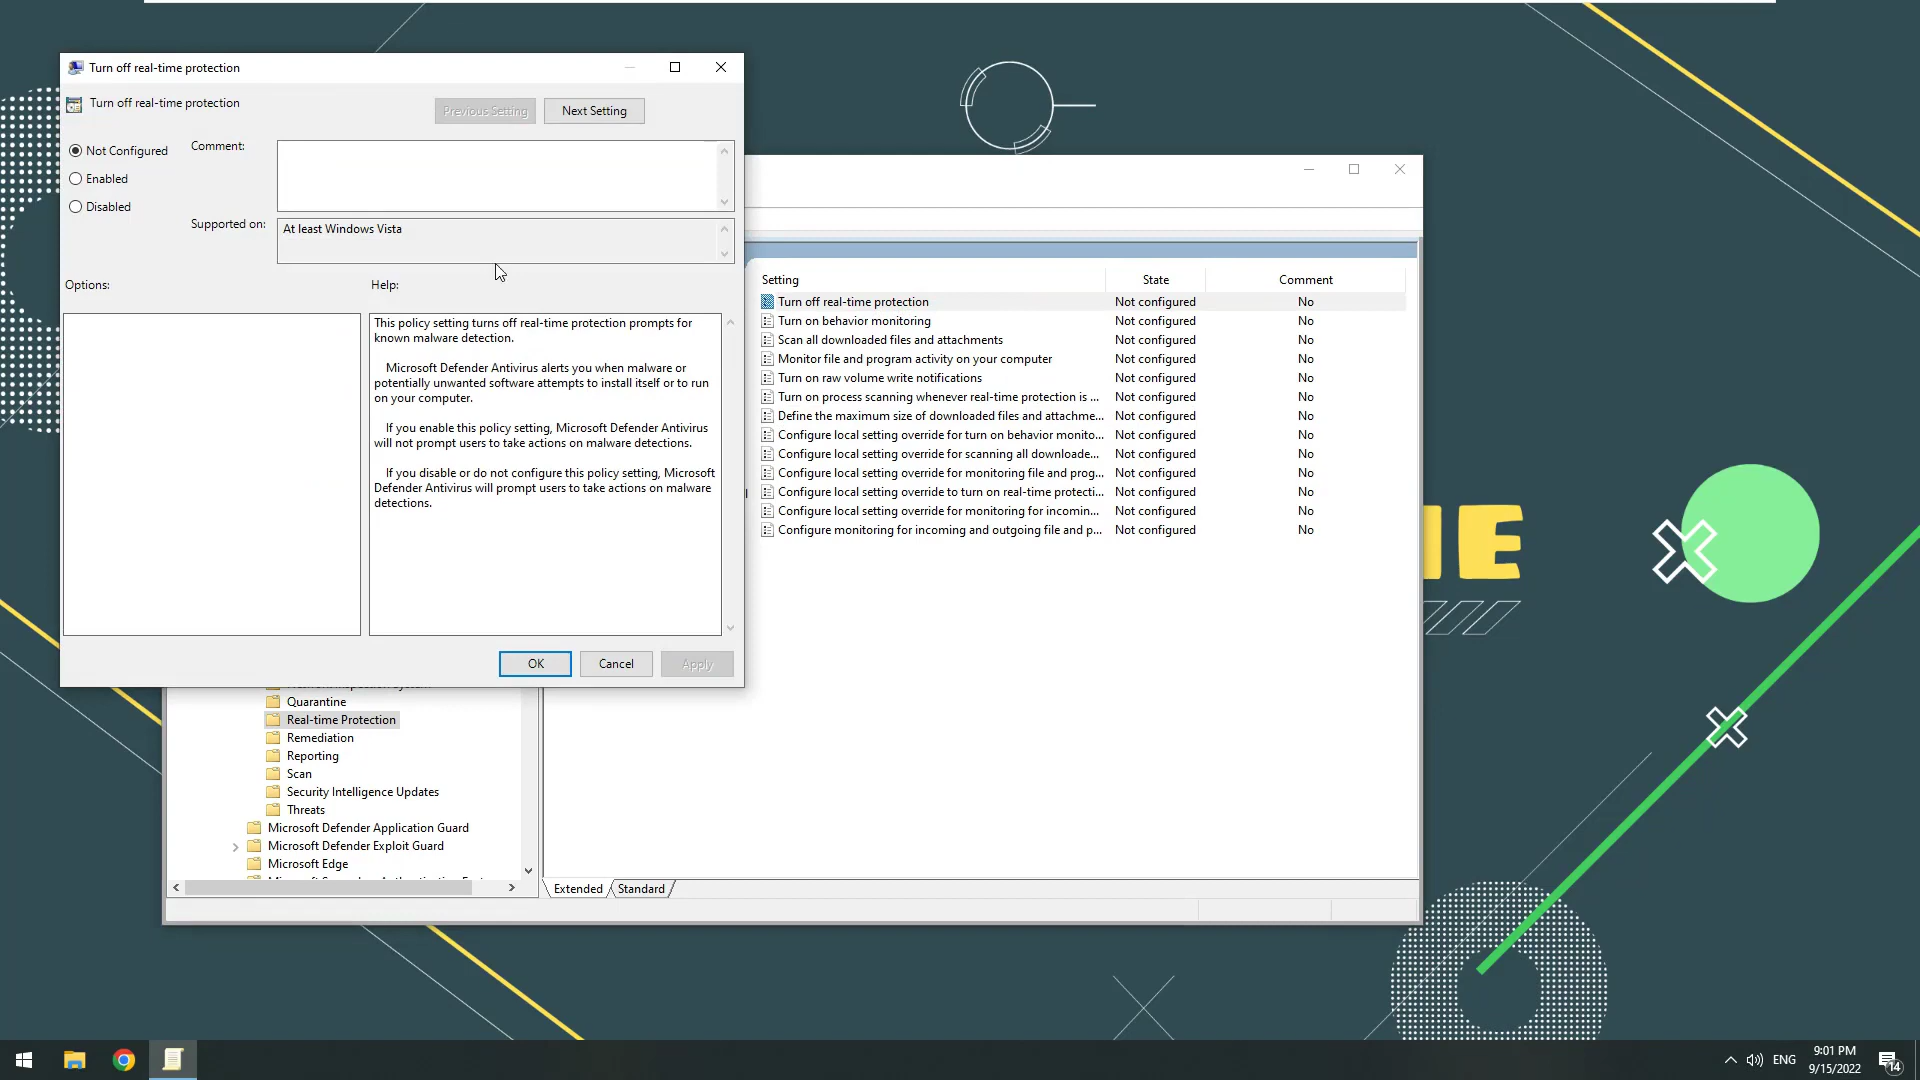 Turn off real-time protection
Turn off real-time protection
Previous Setting
Next Setting
Not Configured
Comment:
Enabled
Disabled
Supported on:
At least Windows Vista
Options:
Help:
This policy setting turns off real-time protection prompts for
known malware detection.
Microsoft Defender Antivirus alerts you when malware or
potentially unwanted software attempts to install itself or to run
on your computer.
If you enable this policy setting, Microsoft Defender Antivirus
will not prompt users to take actions on malware detections.
If you disable or do not configure this policy setting, Microsoft
Defender Antivirus will prompt users to take actions on malware
detections.
OK
Cancel
Apply
Setting State Comment
Turn off real-time protection Not configured No
Turn on behavior monitoring Not configured No
Scan all downloaded files and attachments Not configured No
Monitor file and program activity on your computer Not configured No
Turn on raw volume write notifications Not configured No
Turn on process scanning whenever real-time protection is ... Not configured No
Define the maximum size of downloaded files and attachme... Not configured No
Configure local setting override for turn on behavior monito... Not configured No
Configure local setting override for scanning all downloade... Not configured No
Configure local setting override for monitoring file and prog... Not configured No
Configure local setting override to turn on real-time protecti... Not configured No
Configure local setting override for monitoring for incomin... Not configured No
Configure monitoring for incoming and outgoing file and p... Not configured No
Quarantine
Real-time Protection
Remediation
Reporting
Scan
Security Intelligence Updates
Threats
Microsoft Defender Application Guard
Microsoft Defender Exploit Guard
Microsoft Edge
Extended
Standard
IE
ENG
9:01 PM
9/15/2022
14